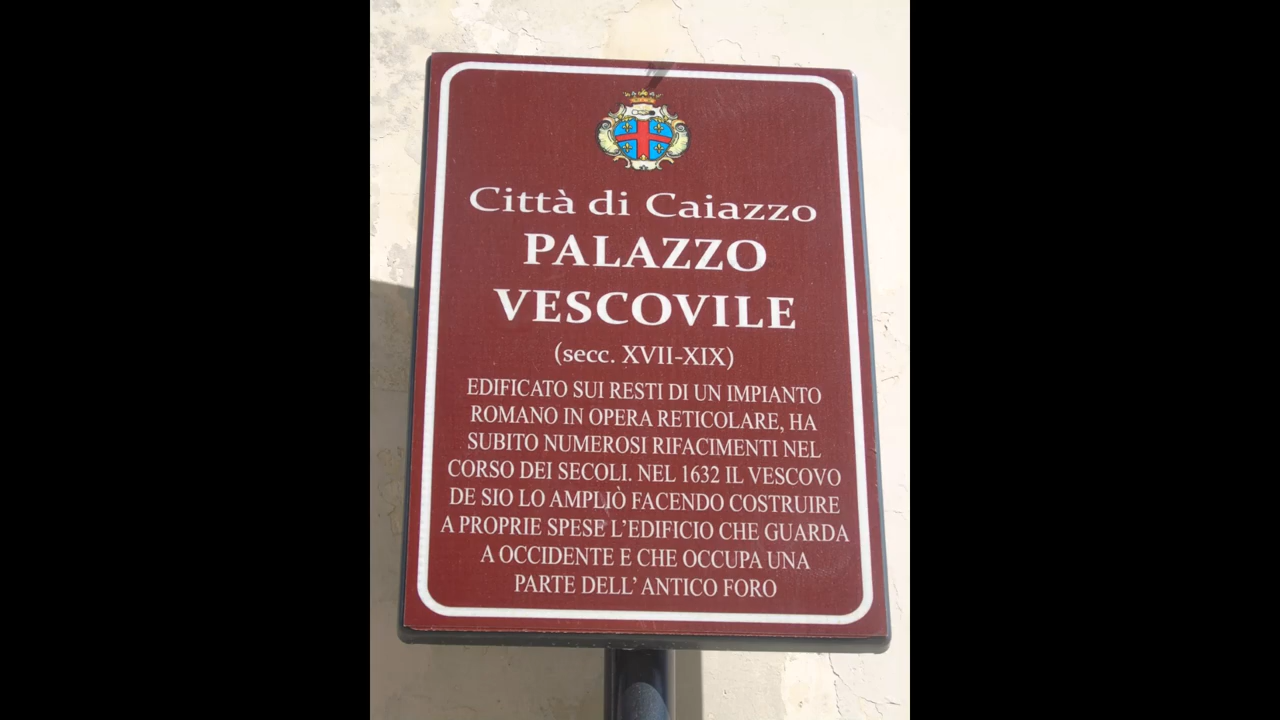 Città di Caiazzo
PALAZZO
VESCOVILE
(secc. XVII-XIX)
EDIFICATO SUI RESTI DI UN IMPIANTO
ROMANO IN OPERA RETICOLARE, HA
SUBITO NUMEROSI RIFACIMENTI NEL
CORSO DEI SECOLI. NEL 1632 IL VESCOVO
DE SIO LO AMPLIÒ FACENDO COSTRUIRE
A PROPRIE SPESE L'EDIFICIO CHE GUARDA
A OCCIDENTE E CHE OCCUPA UNA
PARTE DELL' ANTICO FORO